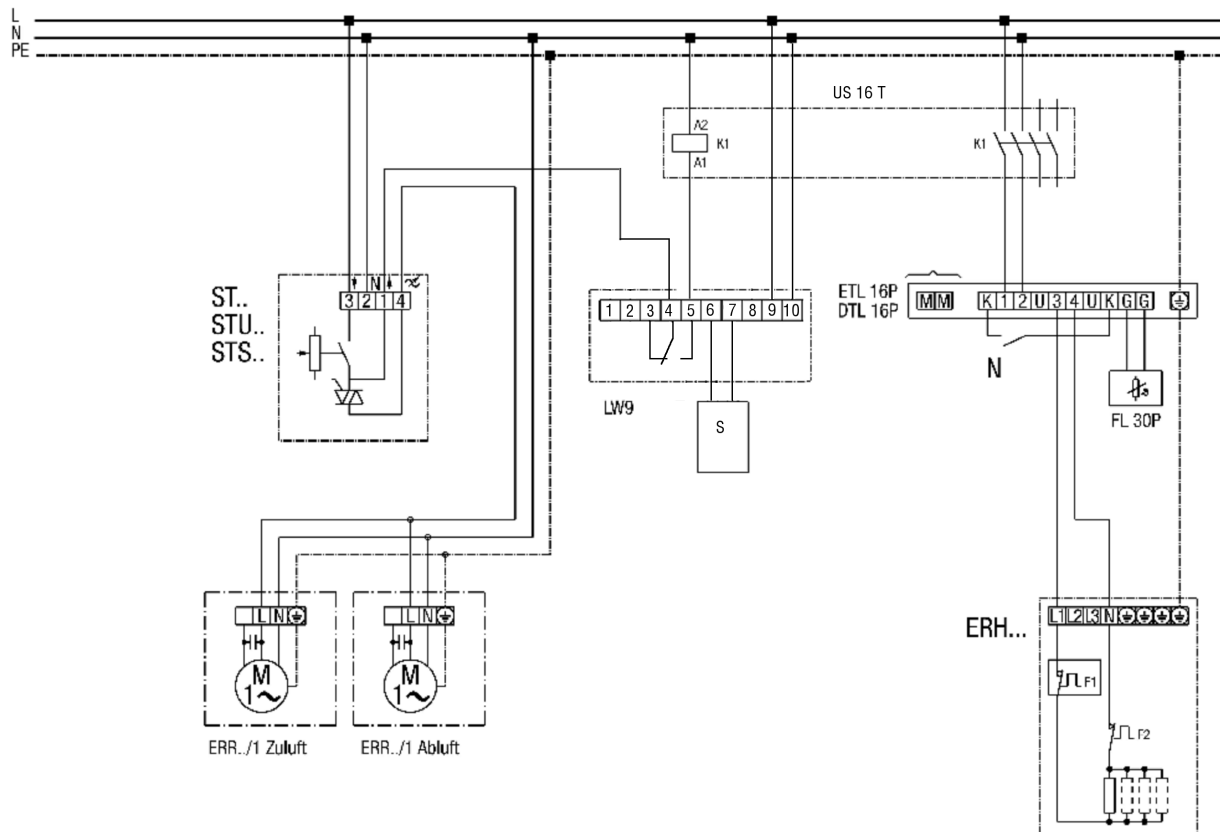 L
N
PE
US 16 T
A2
K1
A1
K1
N
3 2 1 4
ST..
STU..
STS..
1 2 3 4 5 6 7 8 9 10
LW9
S
ETL 16P
DTL 16P
M M K 1 2 U 3 4 U K G G
N
FL 30P
L N
M
1~
ERR../1 Zuluft
L N
M
1~
ERR../1 Abluft
ERH...
L1 L2 L3 N
F1
F2